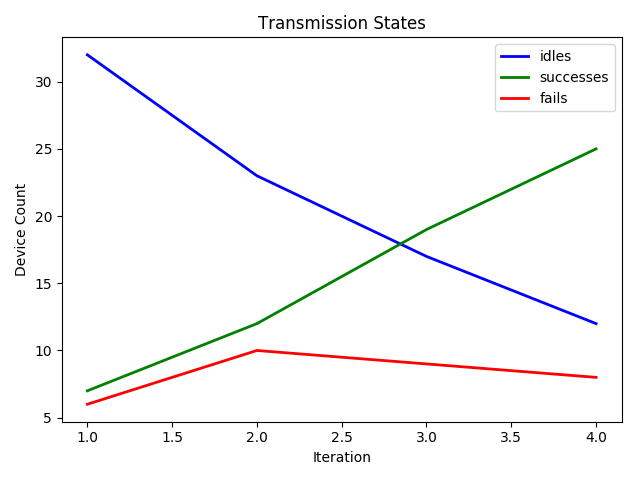 Transmission States
idles
successes
fails
Device Count
30
25
20
15
10
5
1.0 1.5 2.0 2.5 3.0 3.5 4.0
Iteration